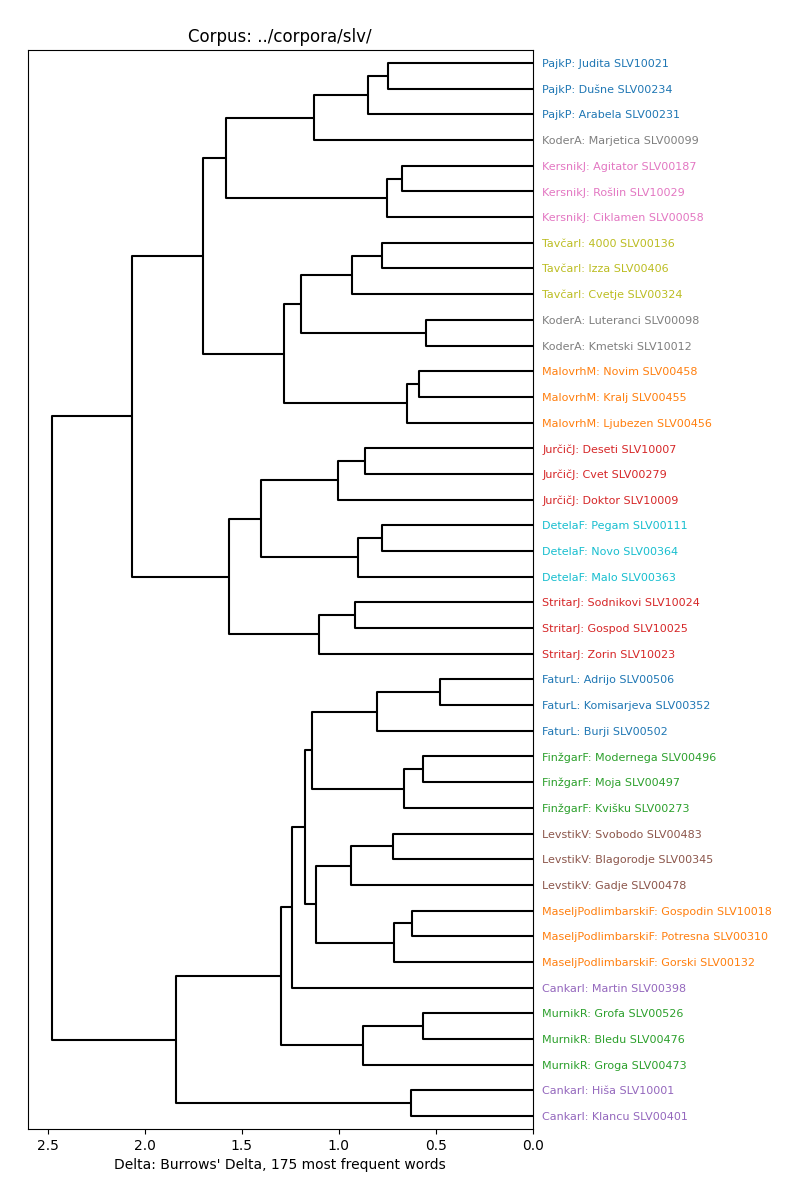 Corpus: ../corpora/slv/
PajkP: Judita SLV10021
PajkP: Dušne SLV00234
PajkP: Arabela SLV00231
KoderA: Marjetica SLV00099
KersnikJ: Agitator SLV00187
KersnikJ: Rošlin SLV10029
KersnikJ: Ciklamen SLV00058
TavčarI: 4000 SLV00136
TavčarI: Izza SLV00406
TavčarI: Cvetje SLV00324
KoderA: Luteranci SLV00098
KoderA: Kmetski SLV10012
MalovrhM: Novim SLV00458
MalovrhM: Kralj SLV00455
MalovrhM: Ljubezen SLV00456
JurčičJ: Deseti SLV10007
JurčičJ: Cvet SLV00279
JurčičJ: Doktor SLV10009
DetelaF: Pegam SLV00111
DetelaF: Novo SLV00364
DetelaF: Malo SLV00363
StritarJ: Sodnikovi SLV10024
StritarJ: Gospod SLV10025
StritarJ: Zorin SLV10023
FaturL: Adrijo SLV00506
FaturL: Komisarjeva SLV00352
FaturL: Burji SLV00502
FinžgarF: Modernega SLV00496
FinžgarF: Moja SLV00497
FinžgarF: Kvišku SLV00273
LevstikV: Svobodo SLV00483
LevstikV: Blagorodje SLV00345
LevstikV: Gadje SLV00478
MaseljPodlimbarskiF: Gospodin SLV10018
MaseljPodlimbarskiF: Potresna SLV00310
MaseljPodlimbarskiF: Gorski SLV00132
CankarI: Martin SLV00398
MurnikR: Grofa SLV00526
MurnikR: Bledu SLV00476
MurnikR: Groga SLV00473
CankarI: Hiša SLV10001
CankarI: Klancu SLV00401
2.5 2.0 1.5 1.0 0.5 0.0
Delta: Burrows' Delta, 175 most frequent words